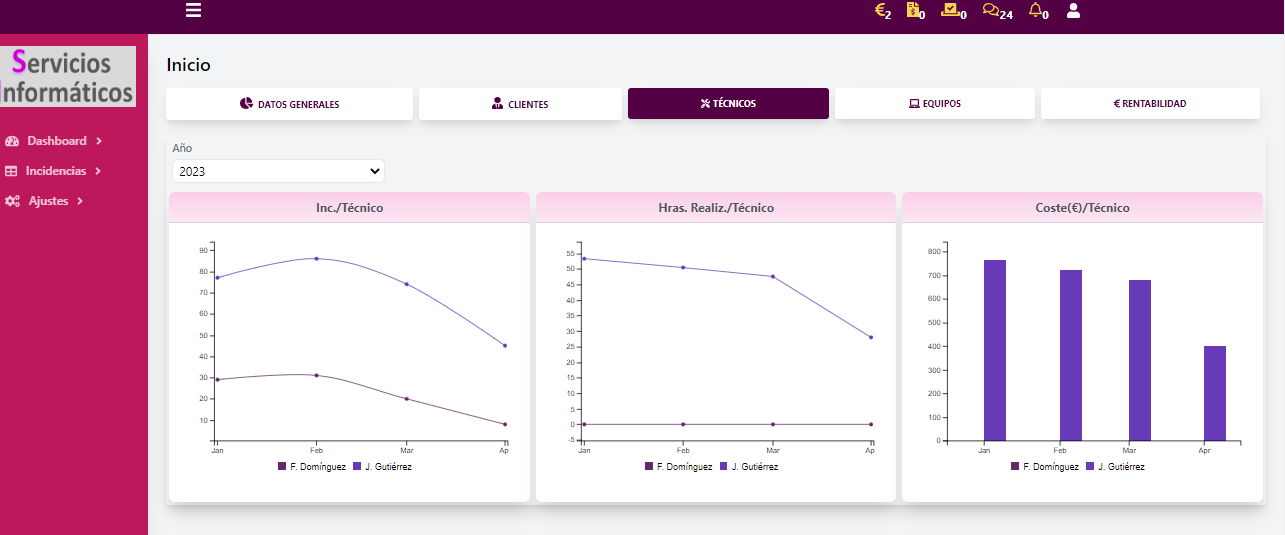 2 0 0 24 0
Servicios
Informáticos
Dashboard
Incidencias
Ajustes
Inicio
DATOS GENERALES
CLIENTES
TÉCNICOS
EQUIPOS
€ RENTABILIDAD
Año
2023
Inc./Técnico
90
80
70
60
50
40
30
20
10
Jan Feb Mar Ap
F. Domínguez J. Gutiérrez
Hras. Realiz./Técnico
55
50
45
40
35
30
25
20
15
10
5
0
-5
Jan Feb Mar Ap
F. Domínguez J. Gutiérrez
Coste(€)/Técnico
800
700
600
500
400
300
200
100
0
Jan Feb Mar Apr
F. Domínguez J. Gutiérrez